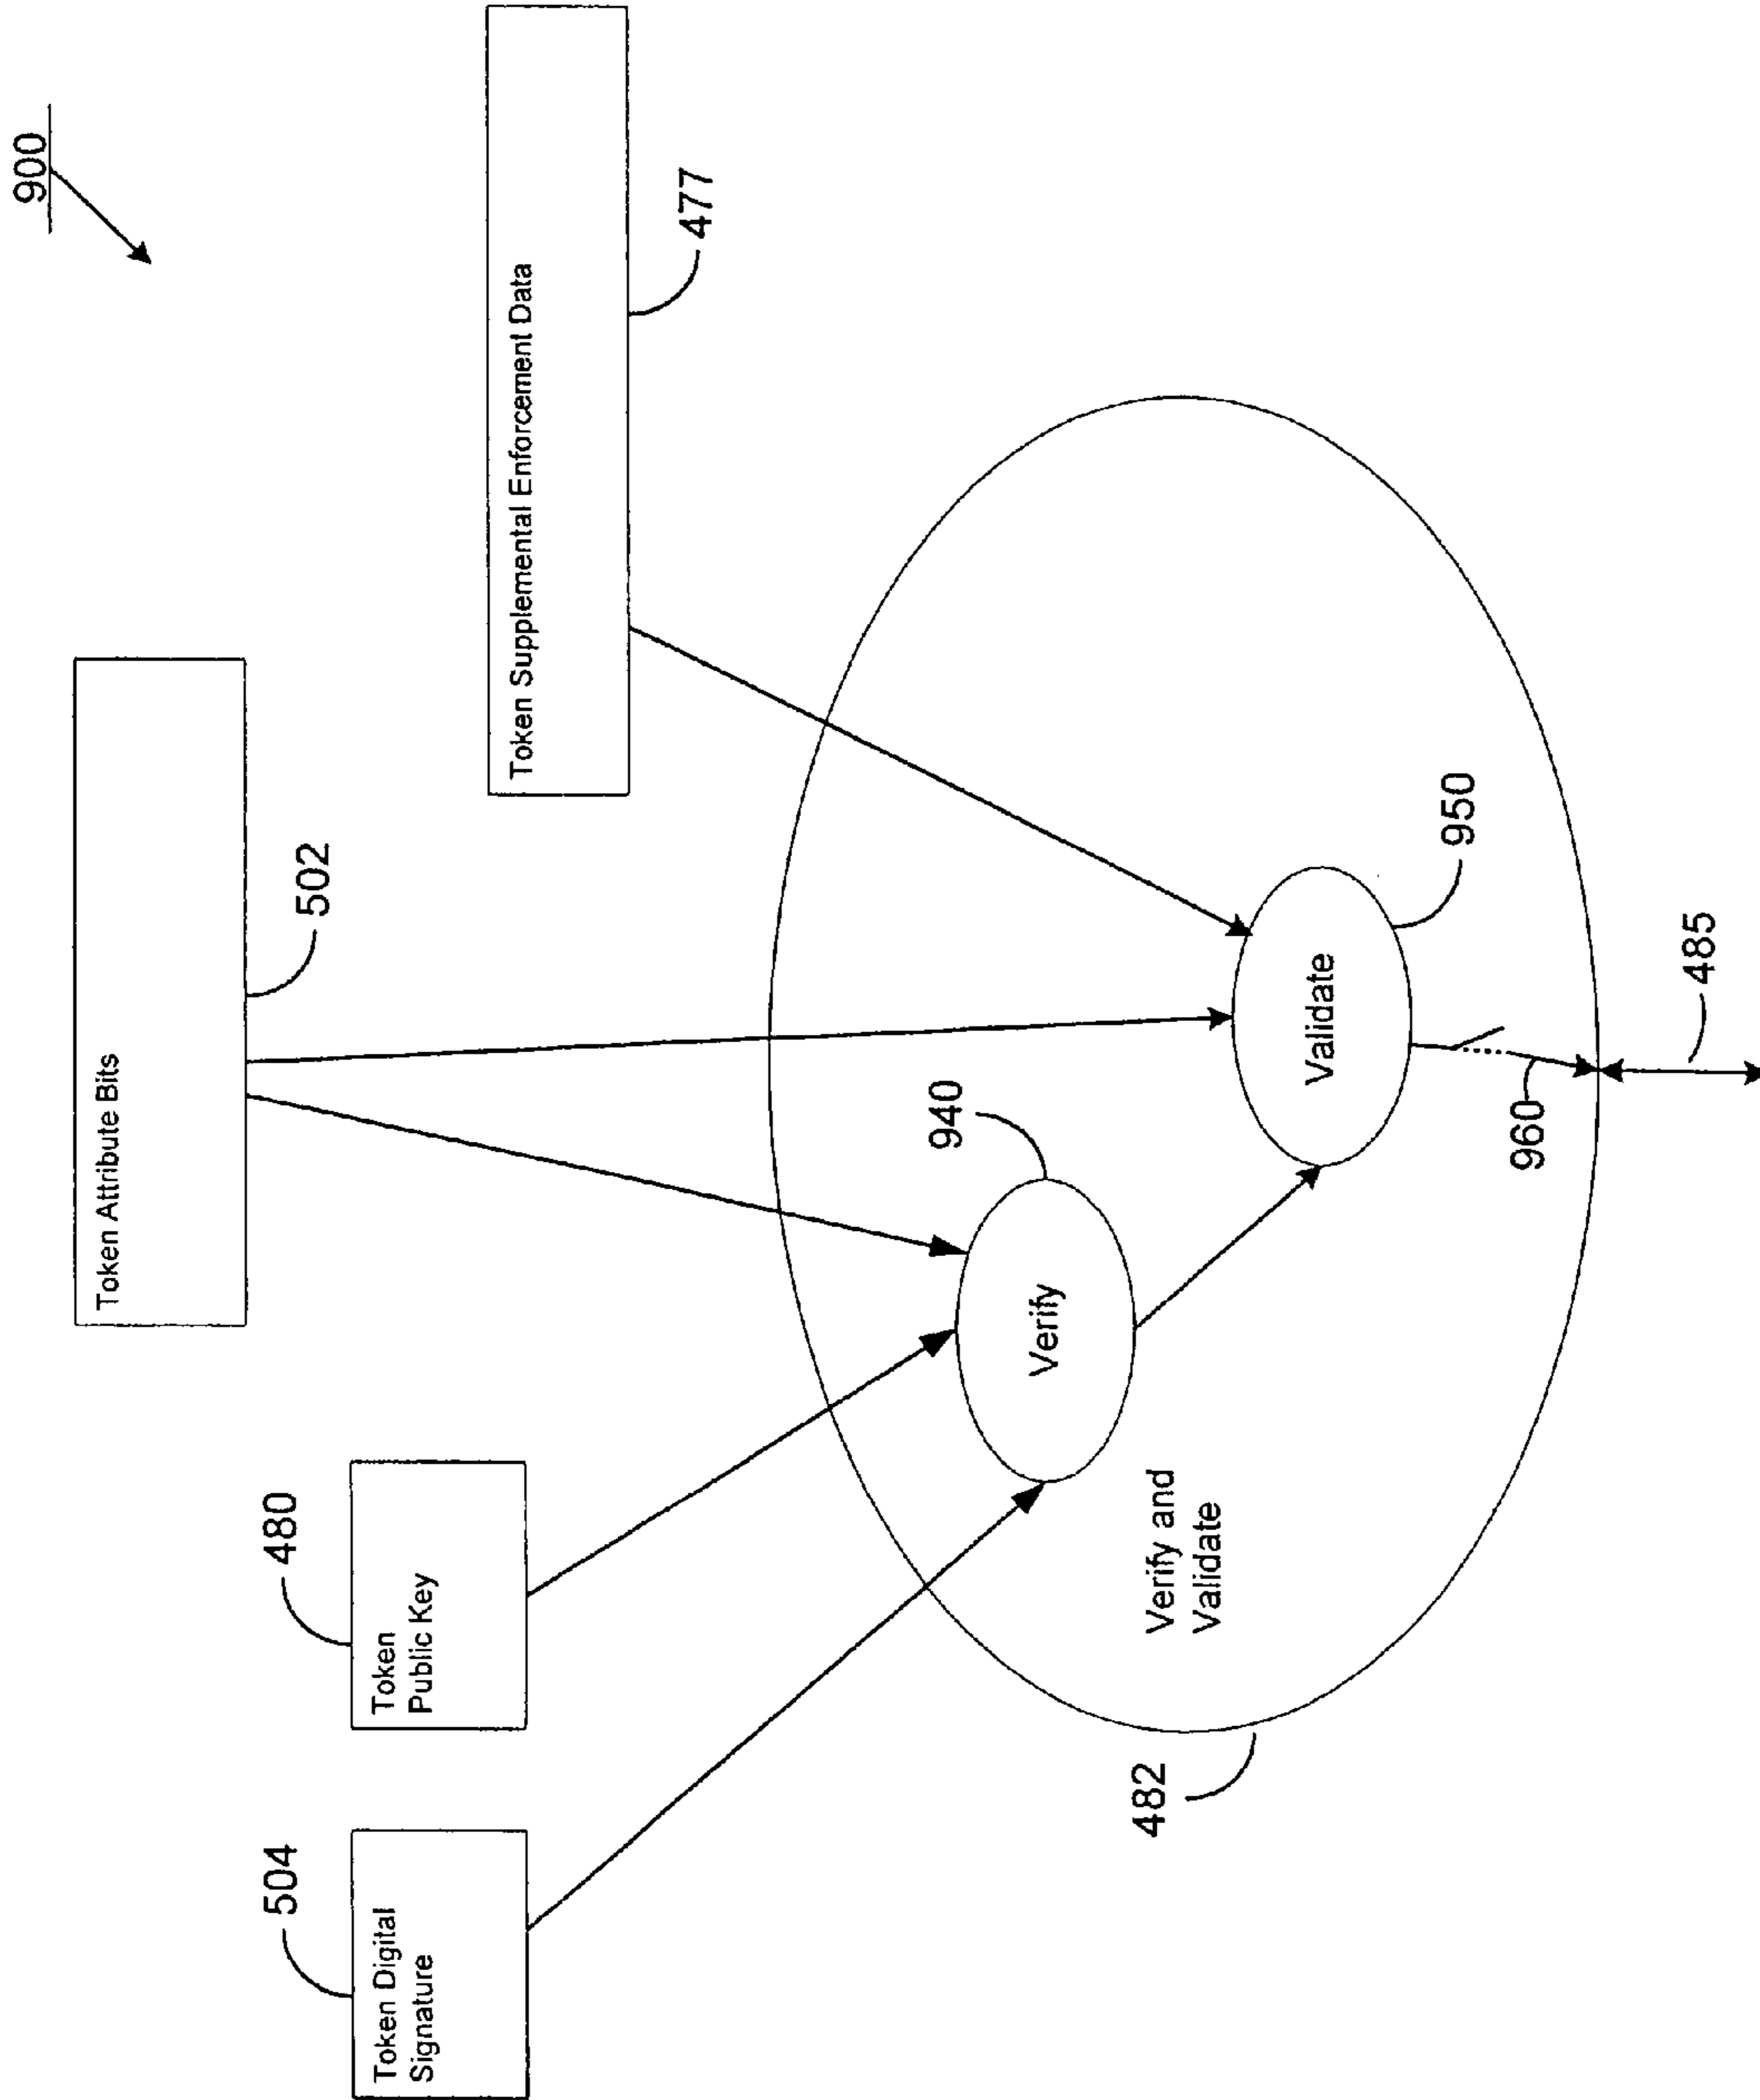 900
Token Attribute Bits
502
Token Supplemental Enforcement Data
477
504
480
Token Digital
Signature
Token
Public Key
940
Verify
Validate
950
Verify and
Validate
482
960
485